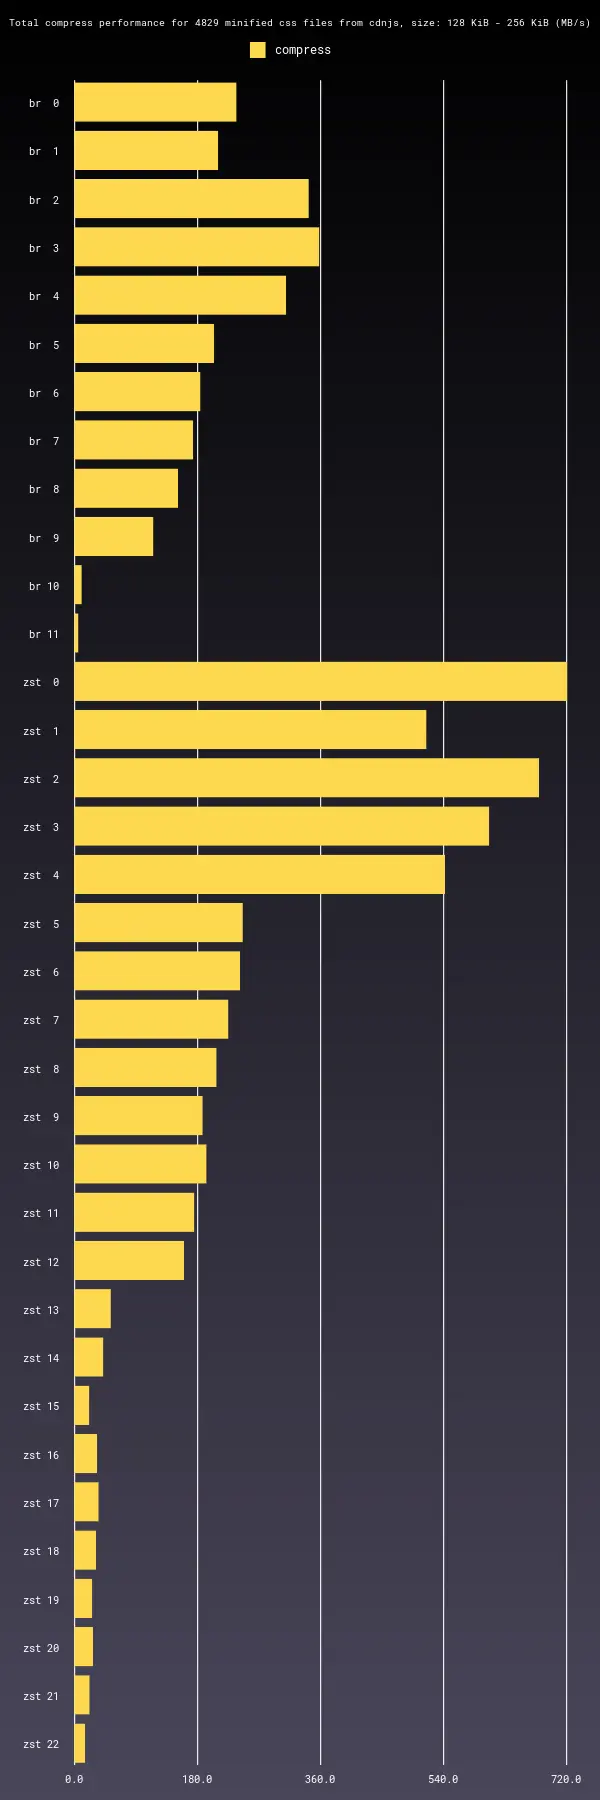 Total compress performance for 4829 minified css files from cdnjs, size: 128 KiB - 256 KiB (MB/s)
compress
br 0
br 1
br 2
br 3
br 4
br 5
br 6
br 7
br 8
br 9
br 10
br 11
zst 0
zst 1
zst 2
zst 3
zst 4
zst 5
zst 6
zst 7
zst 8
zst 9
zst 10
zst 11
zst 12
zst 13
zst 14
zst 15
zst 16
zst 17
zst 18
zst 19
zst 20
zst 21
zst 22
0.0 180.0 360.0 540.0 720.0